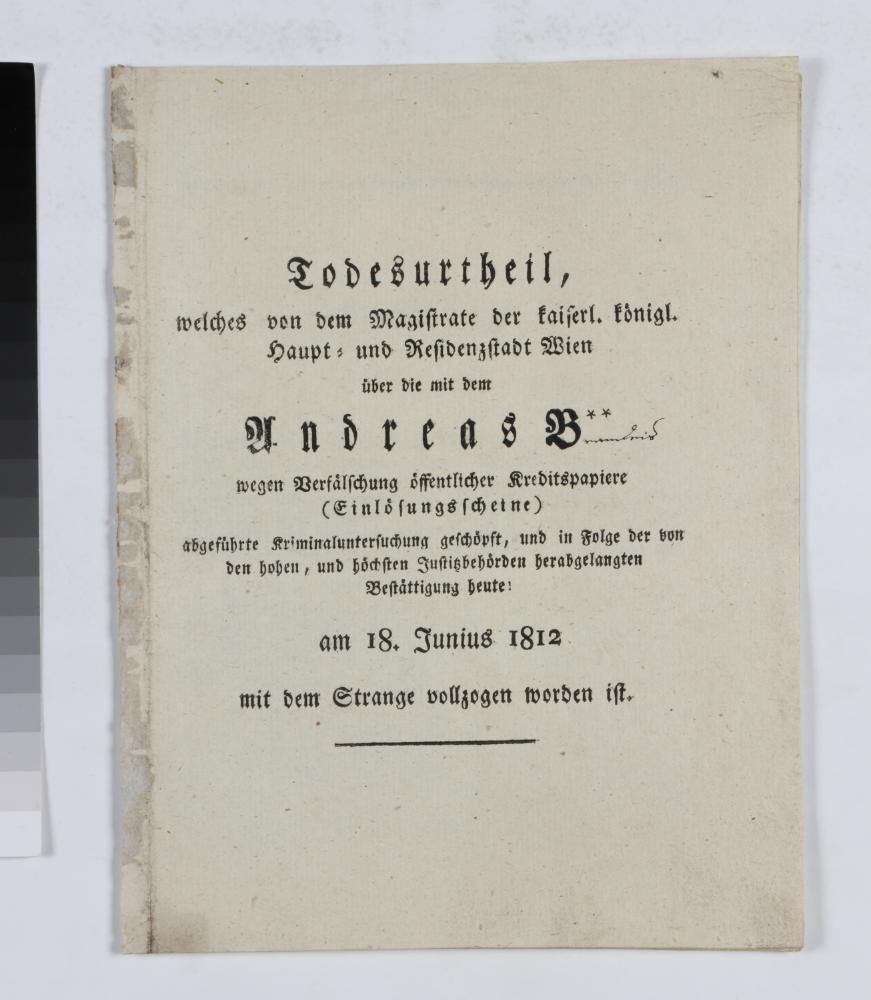 Todesurtheil,
welches von dem Magistrate der kaiserl. königl.
Haupt- und Residenzstadt Wien
über die mit dem
Andreas B**
wegen Verfälschung öffentlicher Kreditspapiere
(Einlösungsscheine)
abgeführte Kriminaluntersuchung geschöpft, und in Folge der von
den hohen, und höchsten Justitzbehörden herabgelangten
Bestättigung heute:
am 18. Junius 1812
mit dem Strange vollzogen worden ist.